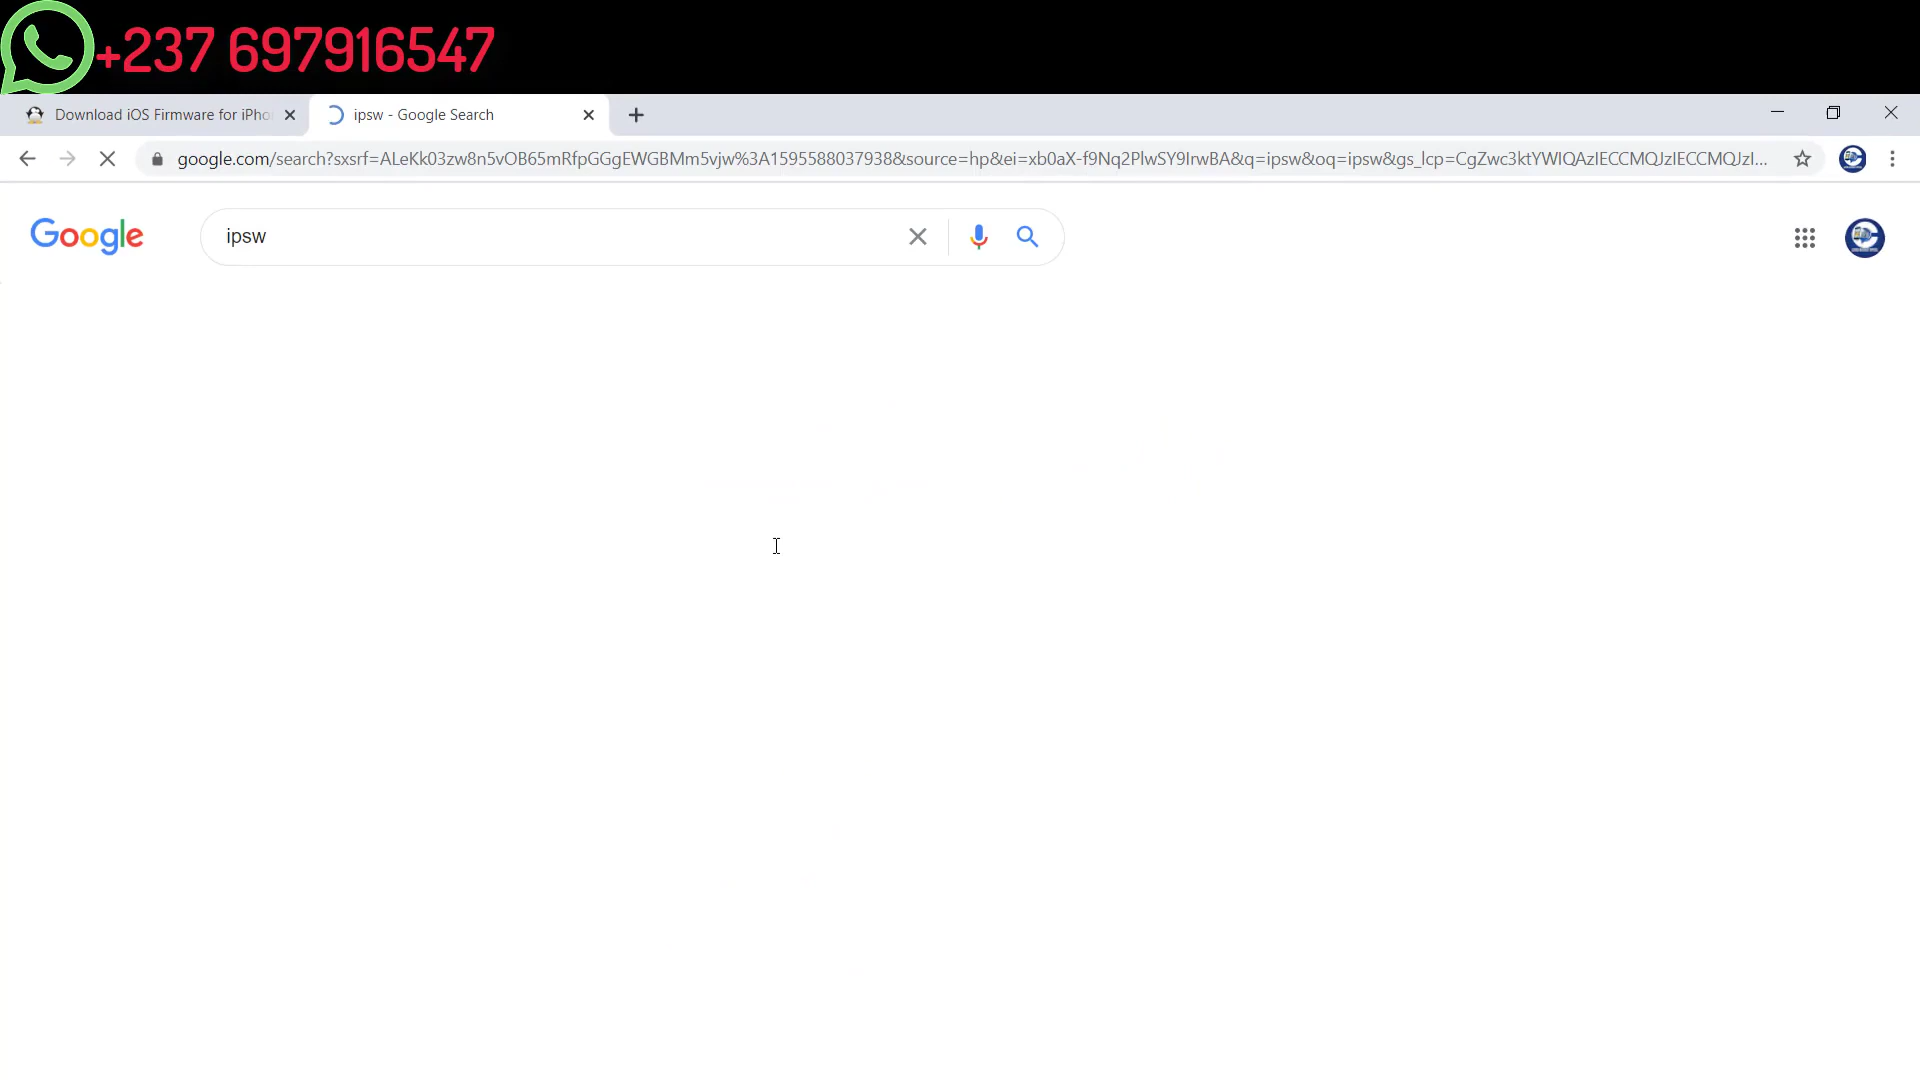 +237 697916547
Download iOS Firmware for iPho
ipsw - Google Search
google.com/search?sxsrf=ALeKk03zw8n5vOB65mRfpGGgEWGBMm5vjw%3A1595588037938&source=hp&ei=xb0aX-f9Nq2PlwSY9IrwBA&q=ipsw&oq=ipsw&gs_lcp=CgZwc3ktYWIQAzIECCMQJzIECCMQJzI...
Google
ipsw